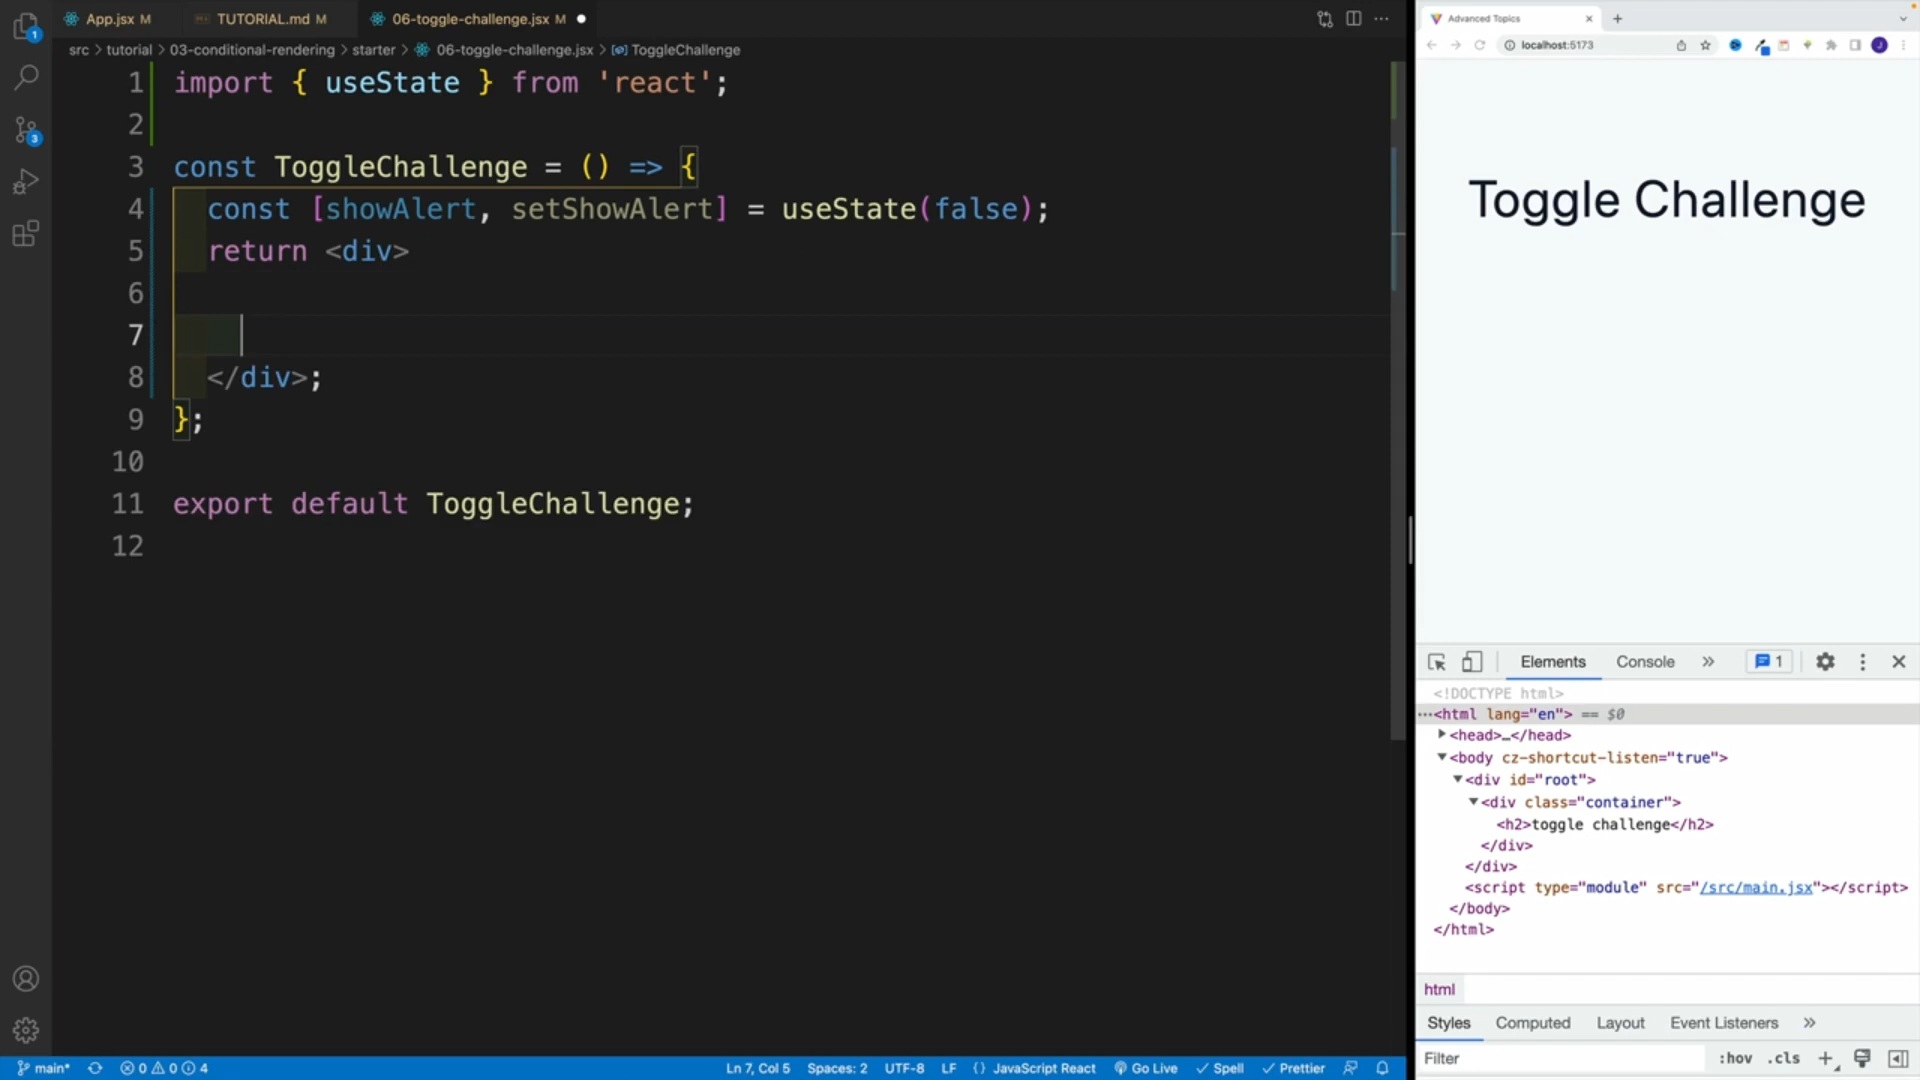 App.jsx M
TUTORIAL.md M
06-toggle-challenge.jsx M
src > tutorial > 03-conditional-rendering > starter > 06-toggle-challenge.jsx > ToggleChallenge
1 import { useState } from 'react';
2
3 const ToggleChallenge = () => {
4 const [showAlert, setShowAlert] = useState(false);
5 return <div>
6
7
8 </div>;
9 };
10
11 export default ToggleChallenge;
12
1
3
main*
0 0 4
Ln 7, Col 5
Spaces: 2
UTF-8
LF
{} JavaScript React
Go Live
Spell
Prettier
Advanced Topics
localhost:5173
J
Toggle Challenge
Elements
Console
1
<!DOCTYPE html>
<html lang="en"> == $0
<head>…</head>
<body cz-shortcut-listen="true">
<div id="root">
<div class="container">
<h2>toggle challenge</h2>
</div>
</div>
<script type="module" src="/src/main.jsx"></script>
</body>
</html>
html
Styles
Computed
Layout
Event Listeners
Filter
:hov
.cls